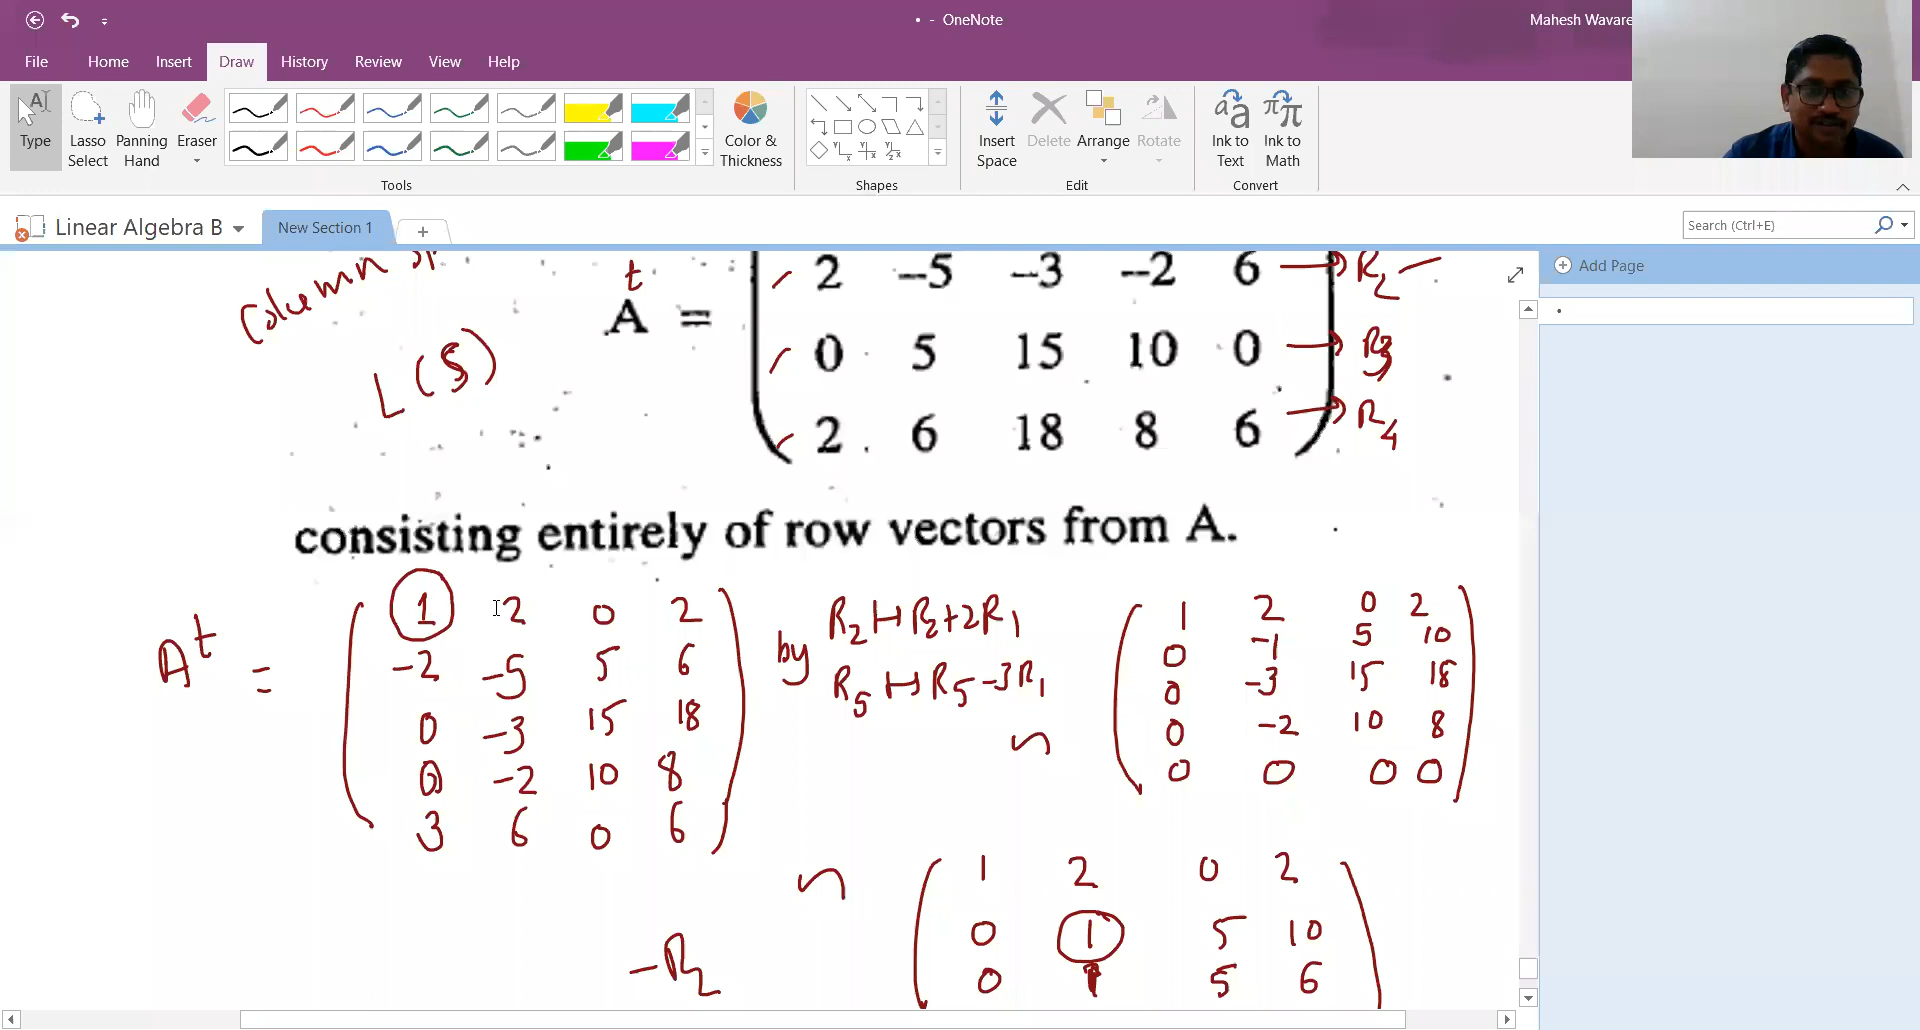 - OneNote
Mahesh Wavare
File Home Insert Draw History Review View Help
Type
Lasso Select
Panning Hand
Eraser
Color & Thickness
Insert Space
Delete
Arrange
Rotate
Ink to Text
Ink to Math
Tools
Shapes
Edit
Convert
Linear Algebra B
New Section 1
Search (Ctrl+E)
Add Page
Column
L(S)
A t =
2 -5 -3 -2 6 → R2
0 5 15 10 0 → R3
2 6 18 8 6 → R4
consisting entirely of row vectors from A.
A t =
1 2 0 2
-2 -5 5 6
0 -3 15 18
0 -2 10 8
3 6 0 6
by
R2 ↦ R2+2R1
R5 ↦ R5-3R1
~
1 2 0 2
0 -1 5 10
0 -3 15 18
0 -2 10 8
0 0 0 0
~
-R2
1 2 0 2
0 1 5 10
0 1 5 6